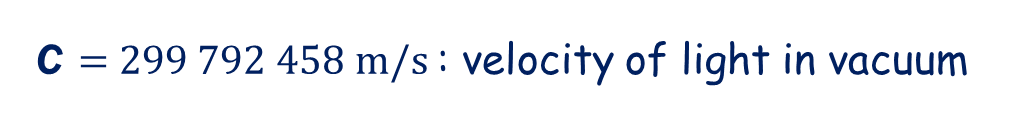 c = 299 792 458 m/s : velocity of light in vacuum